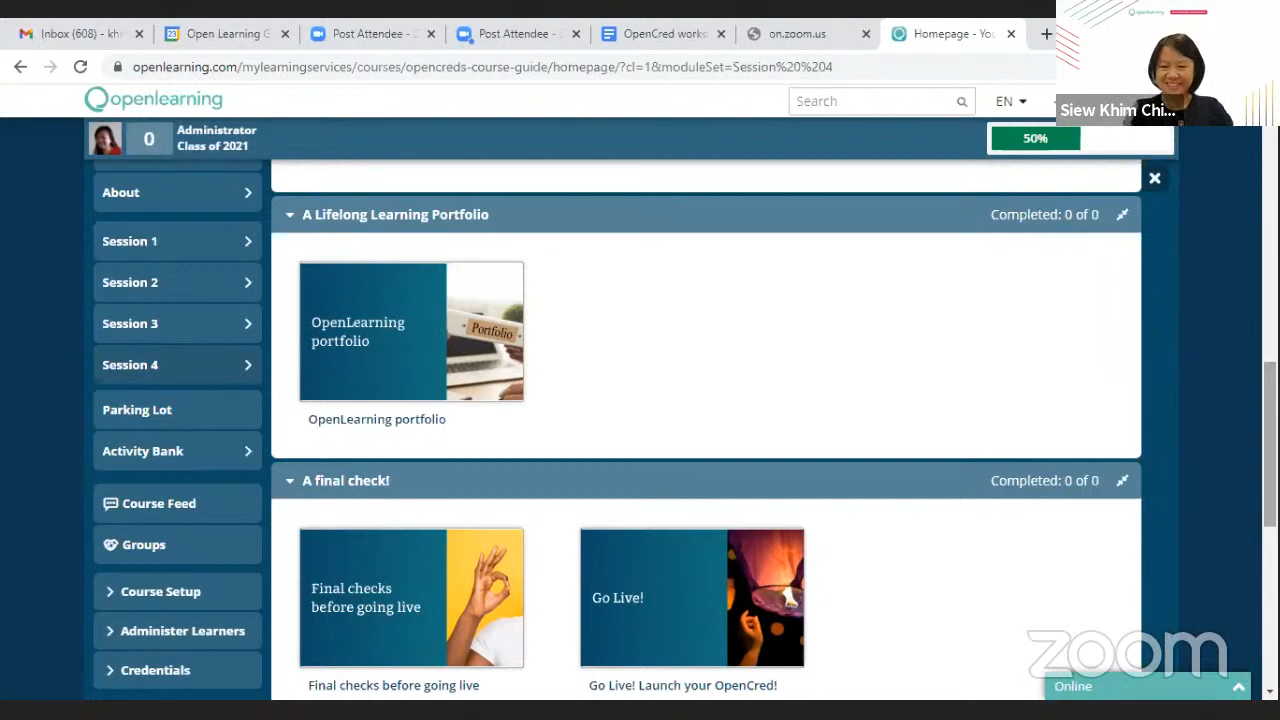 Inbox (608) - kh
Open Learning G
Post Attendee -
Post Attendee -
OpenCred works
on.zoom.us
Homepage - You
openlearning.com/mylearningservices/courses/opencreds-course-guide/homepage/?cl=1&moduleSet=Session%20%204
openlearning
Siew Khim Chi...
openlearning
Search
EN
0
Administrator
Class of 2021
50%
About
Session 1
Session 2
Session 3
Session 4
Parking Lot
Activity Bank
Course Feed
Groups
Course Setup
Administer Learners
Credentials
A Lifelong Learning Portfolio
Completed: 0 of 0
OpenLearning
portfolio
Portfolio
OpenLearning portfolio
A final check!
Completed: 0 of 0
Final checks
before going live
Go Live!
Final checks before going live
Go Live! Launch your OpenCred!
zoom
Online